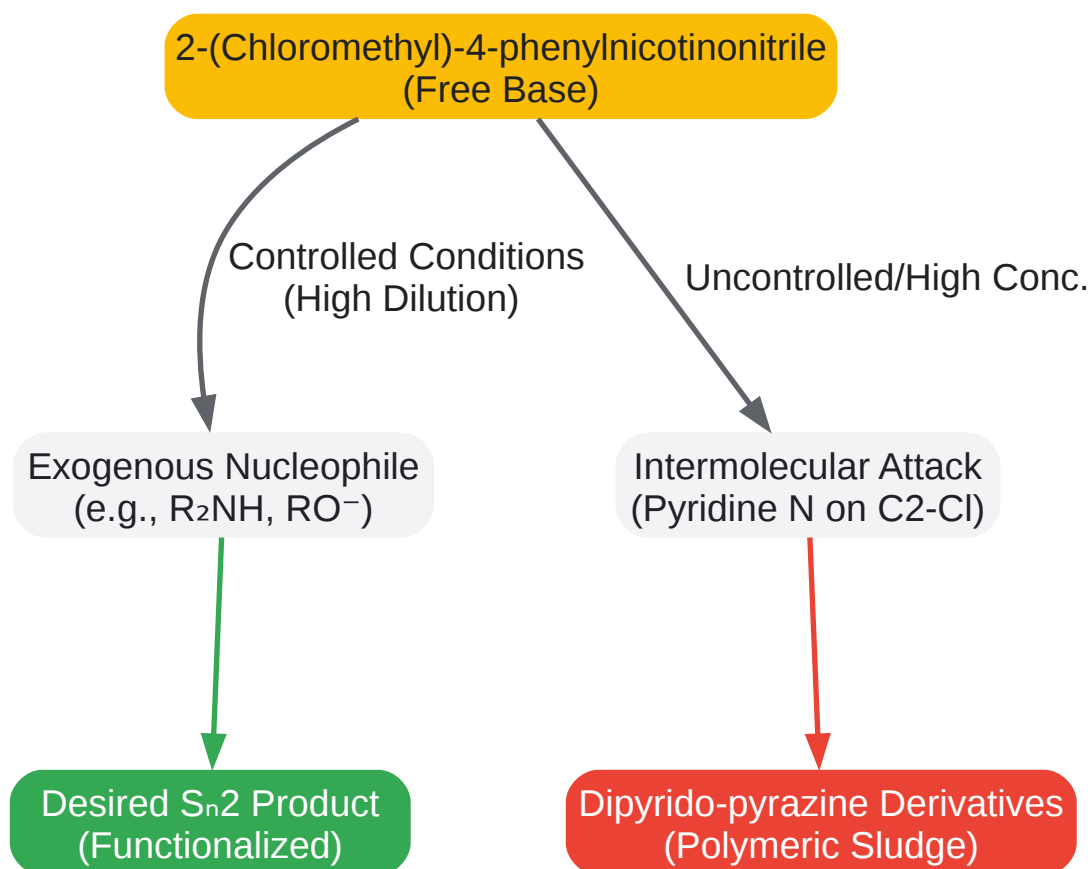 2-(Chloromethyl)-4-phenylnicotinonitrile
(Free Base)
Controlled Conditions
(High Dilution)
Uncontrolled/High Conc.
Exogenous Nucleophile
(e.g., R₂NH, RO⁻)
Intermolecular Attack
(Pyridine N on C2-Cl)
Desired Sₙ2 Product
(Functionalized)
Dipyrido-pyrazine Derivatives
(Polymeric Sludge)